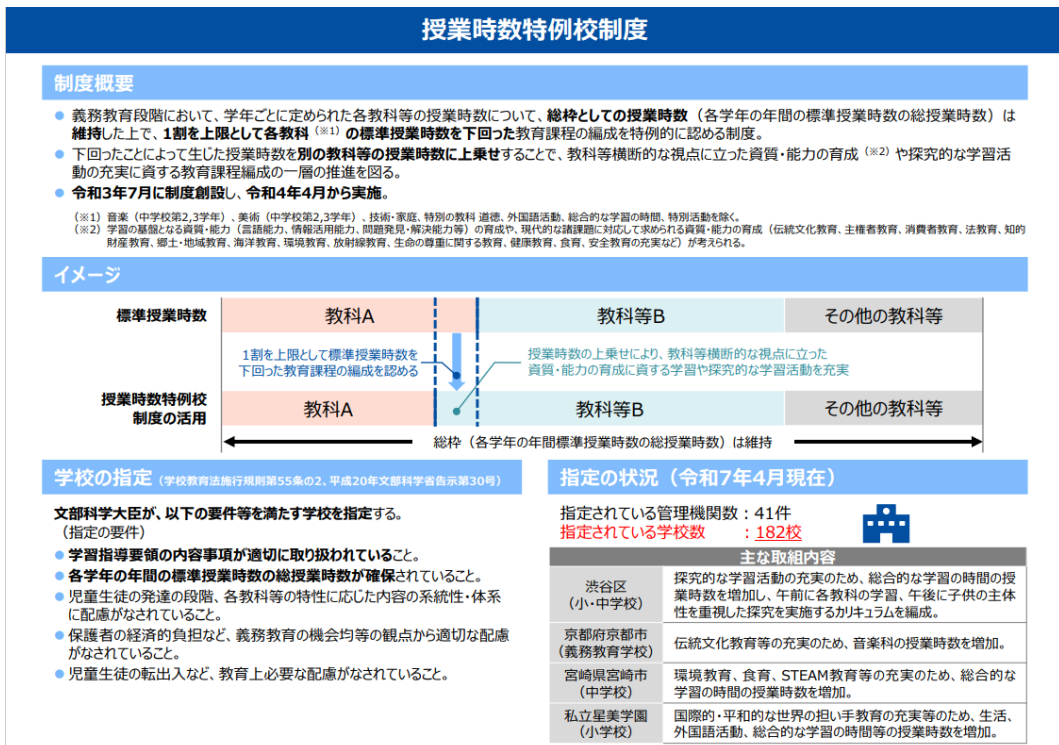 授業時数特例校制度
制度概要
● 義務教育段階において、学年ごとに定められた各教科等の授業時数について、総枠としての授業時数（各学年の年間の標準授業時数の総授業時数）は
維持した上で、1割を上限として各教科（※1）の標準授業時数を下回った教育課程の編成を特例的に認める制度。
● 下回ったことによって生じた授業時数を別の教科等の授業時数に上乗せすることで、教科等横断的な視点に立った資質・能力の育成（※2）や探究的な学習活
動の充実に資する教育課程編成の一層の推進を図る。
● 令和3年7月に制度創設し、令和4年4月から実施。
（※1）音楽（中学校第2,3学年）、美術（中学校第2,3学年）、技術・家庭、特別の教科 道徳、外国語活動、総合的な学習の時間、特別活動を除く。
（※2）学習の基盤となる資質・能力（言語能力、情報活用能力、問題発見・解決能力等）の育成や、現代的な諸課題に対応して求められる資質・能力の育成（伝統文化教育、主権者教育、消費者教育、法教育、知的
財産教育、郷土・地域教育、海洋教育、環境教育、放射線教育、生命の尊重に関する教育、健康教育、食育、安全教育の充実など）が考えられる。
イメージ
標準授業時数
教科A
教科等B
その他の教科等
1割を上限として標準授業時数を
下回った教育課程の編成を認める
授業時数の上乗せにより、教科等横断的な視点に立った
資質・能力の育成に資する学習や探究的な学習活動を充実
授業時数特例校
制度の活用
教科A
教科等B
その他の教科等
総枠（各学年の年間標準授業時数の総授業時数）は維持
学校の指定（学校教育法施行規則第55条の2、平成20年文部科学省告示第30号）
文部科学大臣が、以下の要件等を満たす学校を指定する。
（指定の要件）
● 学習指導要領の内容事項が適切に取り扱われていること。
● 各学年の年間の標準授業時数の総授業時数が確保されていること。
● 児童生徒の発達の段階、各教科等の特性に応じた内容の系統性・体系
に配慮がなされていること。
● 保護者の経済的負担など、義務教育の機会均等の観点から適切な配慮
がなされていること。
● 児童生徒の転出入など、教育上必要な配慮がなされていること。
指定の状況（令和7年4月現在）
指定されている管理機関数：41件
指定されている学校数　：182校
主な取組内容
渋谷区
（小・中学校）
探究的な学習活動の充実のため、総合的な学習の時間の授
業時数を増加し、午前に各教科の学習、午後に子供の主体
性を重視した探究を実施するカリキュラムを編成。
京都府京都市
（義務教育学校）
伝統文化教育等の充実のため、音楽科の授業時数を増加。
宮崎県宮崎市
（中学校）
環境教育、食育、STEAM教育等の充実のため、総合的な
学習の時間の授業時数を増加。
私立星美学園
（小学校）
国際的・平和的な世界の担い手教育の充実等のため、生活、
外国語活動、総合的な学習の時間等の授業時数を増加。